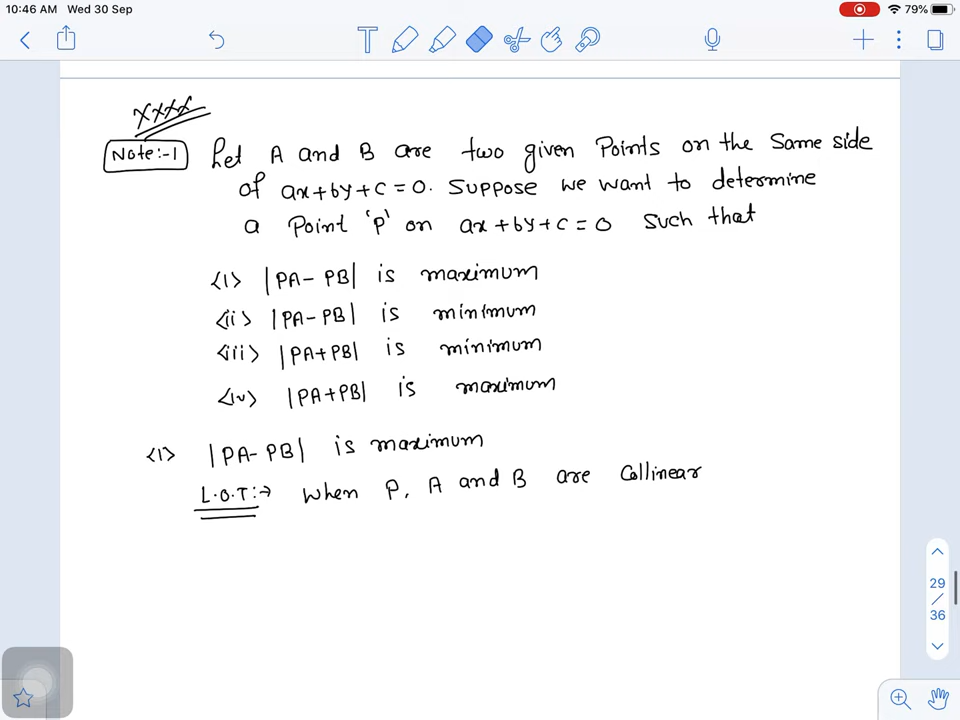 10:46 AM Wed 30 Sep
79%
Note:-1 Let A and B are two given Points on the Same side
of ax+by+c=0. Suppose we want to determine
a Point 'p' on ax+by+c=0 Such that
<i> |PA-PB| is maximum
<ii> |PA-PB| is minimum
<iii> |PA+PB| is minimum
<iv> |PA+PB| is maximum
<i> |PA-PB| is maximum
L.O.T:→ When P, A and B are Collinear
29
/
36